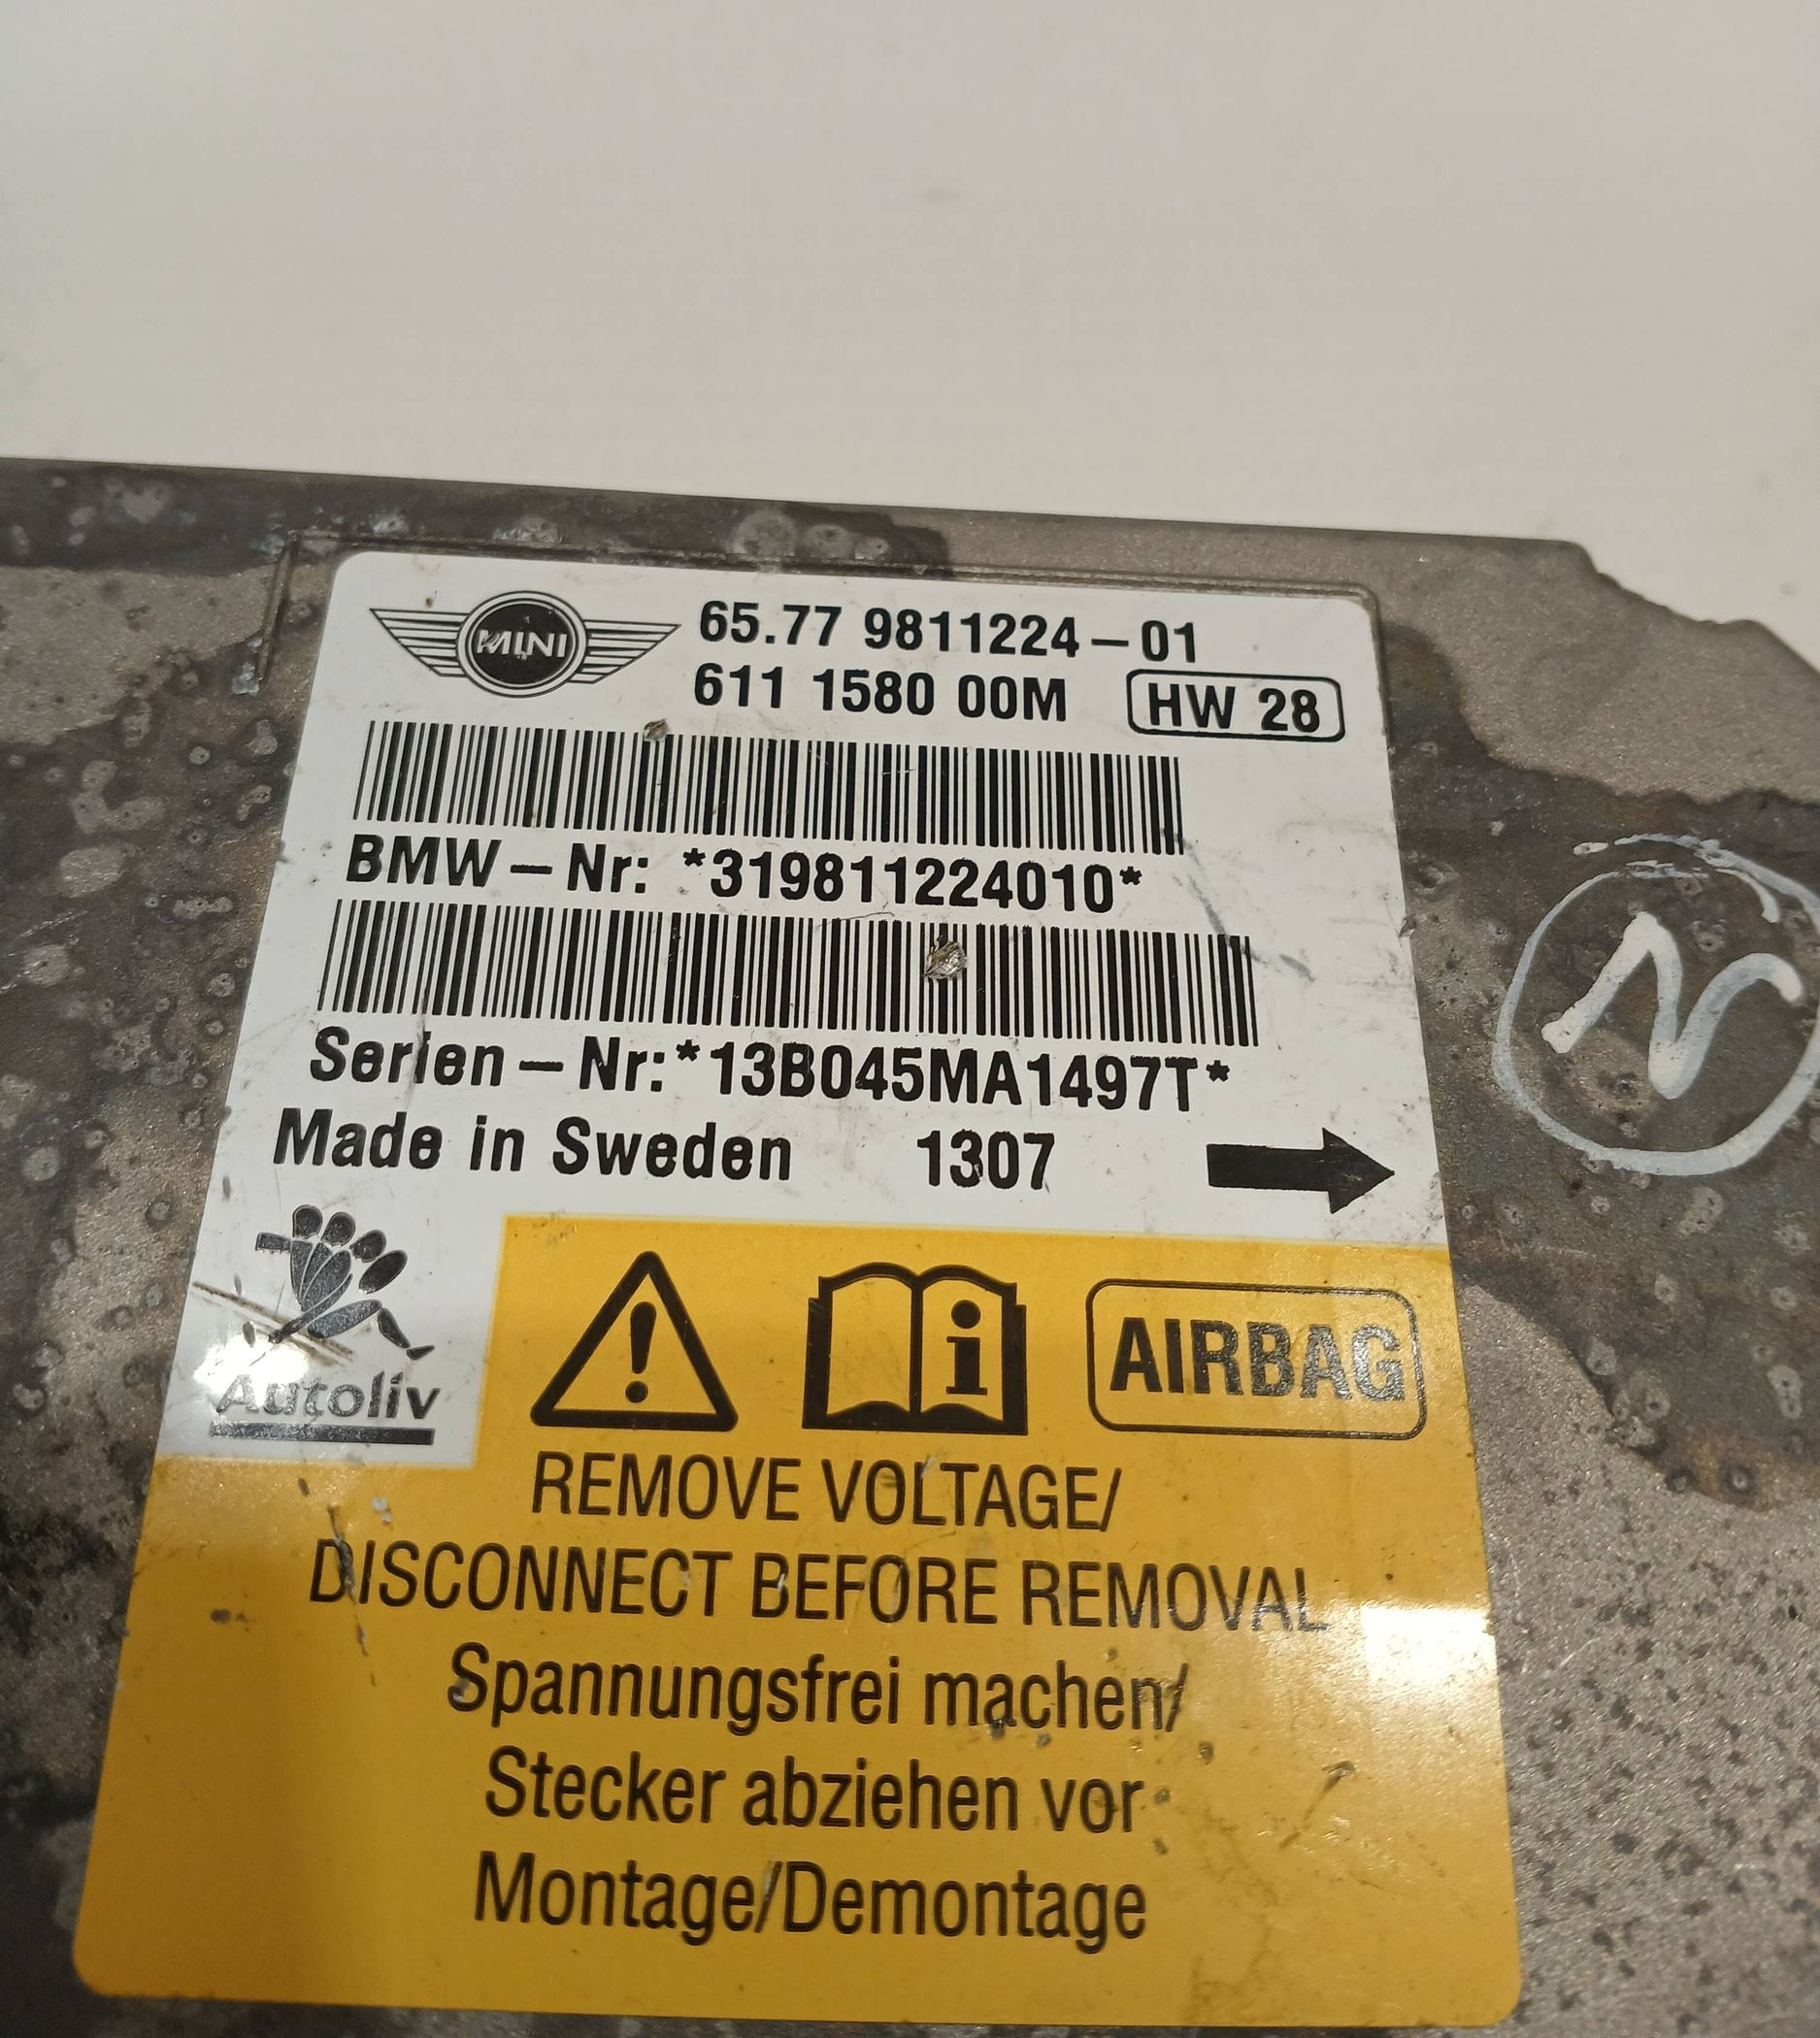 MINI
65.77 9811224-01
611 1580 00M HW 28
BMW-Nr: *319811224010*
Serien-Nr:*13B045MA1497T*
Made in Sweden 1307
Autoliv
i AIRBAG
REMOVE VOLTAGE/
DISCONNECT BEFORE REMOVAL
Spannungsfrei machen/
Stecker abziehen vor
Montage/Demontage
N